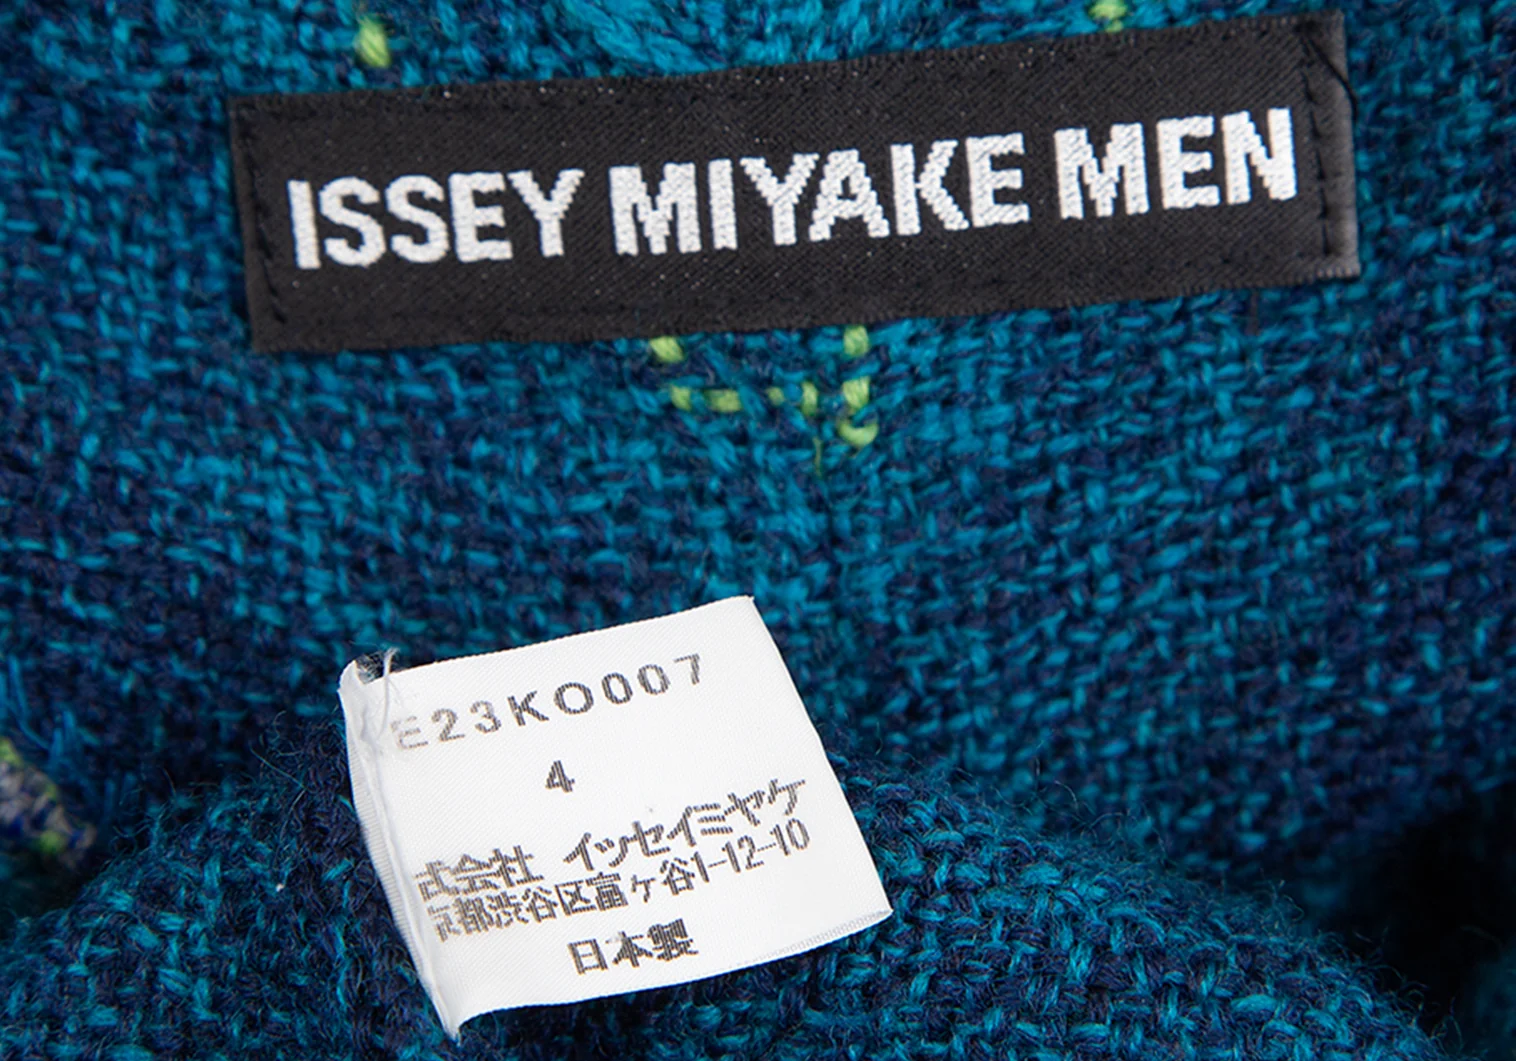 ISSEY MIYAKE MEN
E23KO007
4
式会社 イッセイミヤケ
京都渋谷区富ヶ谷1-12-10
日本製